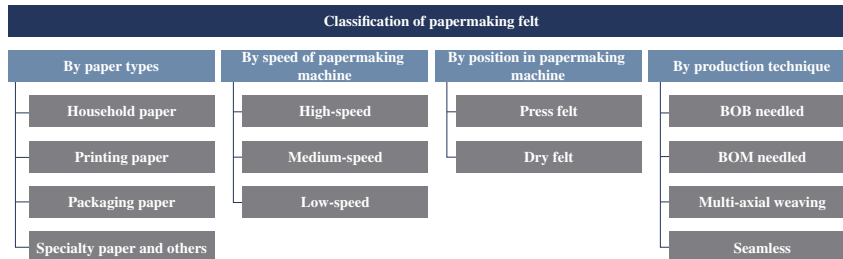 Classification of papermaking felt
By paper types
Household paper
Printing paper
Packaging paper
Specialty paper and others
By speed of papermaking
machine
High-speed
Medium-speed
Low-speed
By position in papermaking
machine
Press felt
Dry felt
By production technique
BOB needled
BOM needled
Multi-axial weaving
Seamless